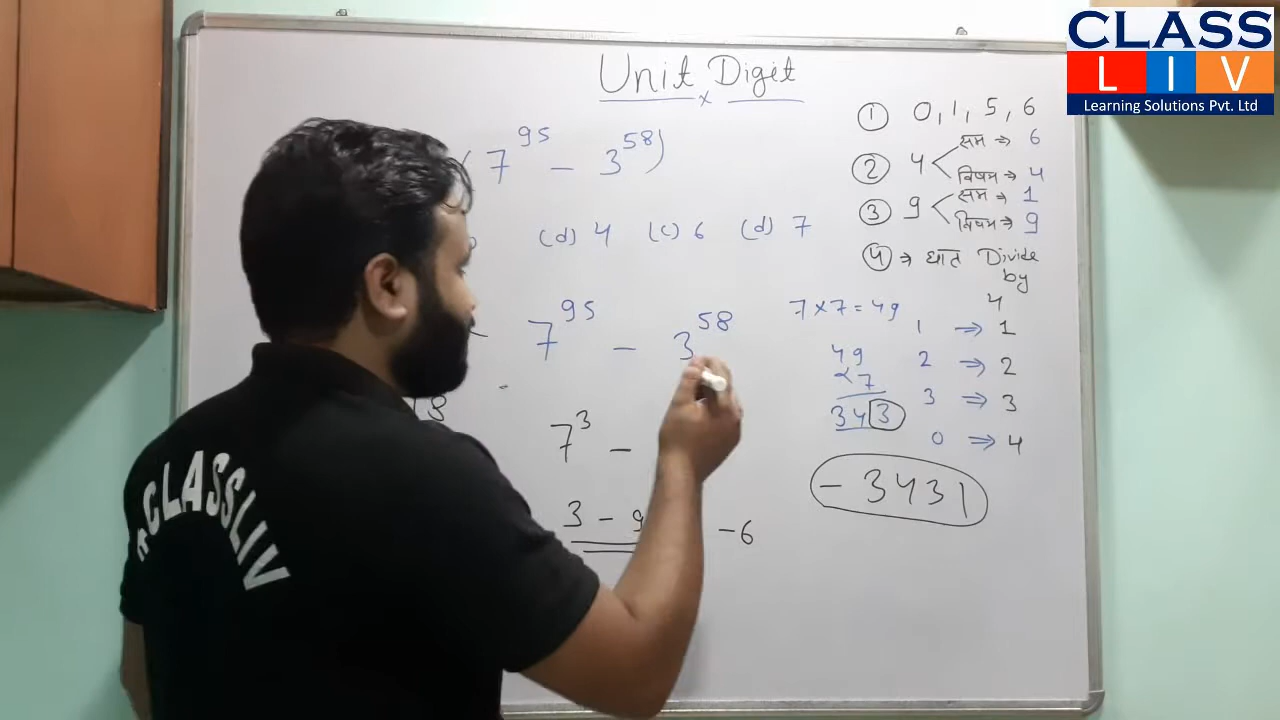 CLASS
LIV
Learning Solutions Pvt. Ltd
Unit Digit
(7^95 - 3^58)
(d) 4 (c) 6 (d) 7
7^95 - 3^58
18
7^3 -
3 - 9
-6
① 0, 1, 5, 6
② 4 < सम ⇒ 6
विषम → 4
③ 9 < सम → 1
विषम → 9
④ → घात Divide
by
4
7 x 7 = 49
49
x 7
343
1 ⇒ 1
2 ⇒ 2
3 ⇒ 3
0 ⇒ 4
- 3431
CLASSLIV